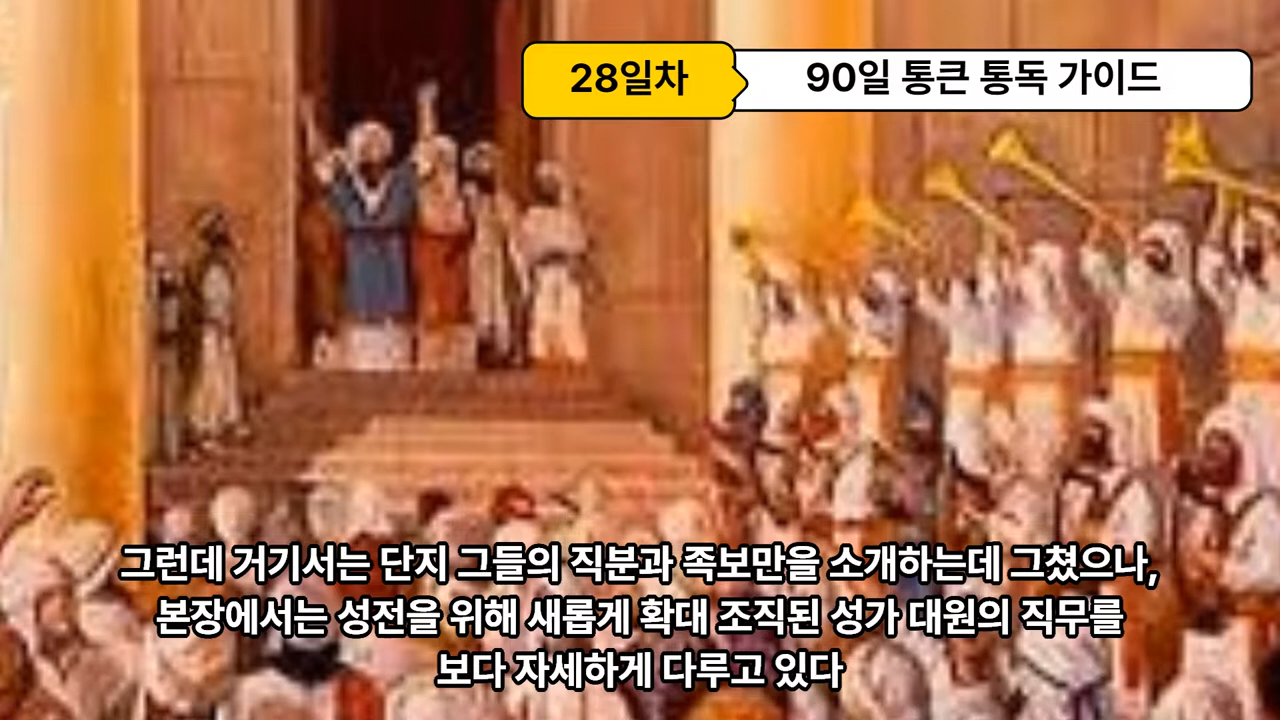 28일차
90일 통큰 통독 가이드
그런데 거기서는 단지 그들의 직분과 족보만을 소개하는데 그쳤으나,
본장에서는 성전을 위해 새롭게 확대 조직된 성가 대원의 직무를
보다 자세하게 다루고 있다